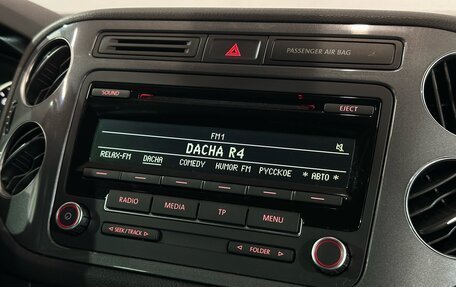 PASSENGER AIR BAG
SOUND
EJECT
FM1
DACHA R4
RELAX-FM DACHA COMEDY HUMOR FM РУССКОЕ * АВТО *
RADIO MEDIA TP MENU
◁ SEEK / TRACK ▷
◁ FOLDER ▷